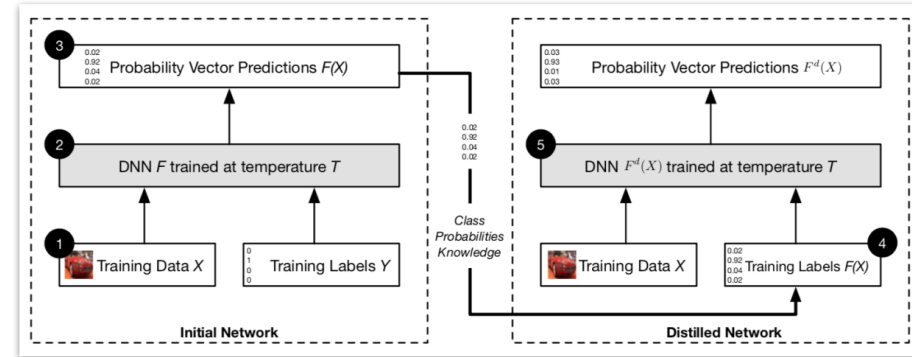 3
0.02
0.92
0.04
0.02
Probability Vector Predictions F(X)
2
DNN F trained at temperature T
1
Training Data X
0
1
0
0
Training Labels Y
Initial Network
0.02
0.92
0.04
0.02
Class
Probabilities
Knowledge
0.03
0.93
0.01
0.03
Probability Vector Predictions F^d(X)
5
DNN F^d(X) trained at temperature T
Training Data X
4
0.02
0.92
0.04
0.02
Training Labels F(X)
Distilled Network